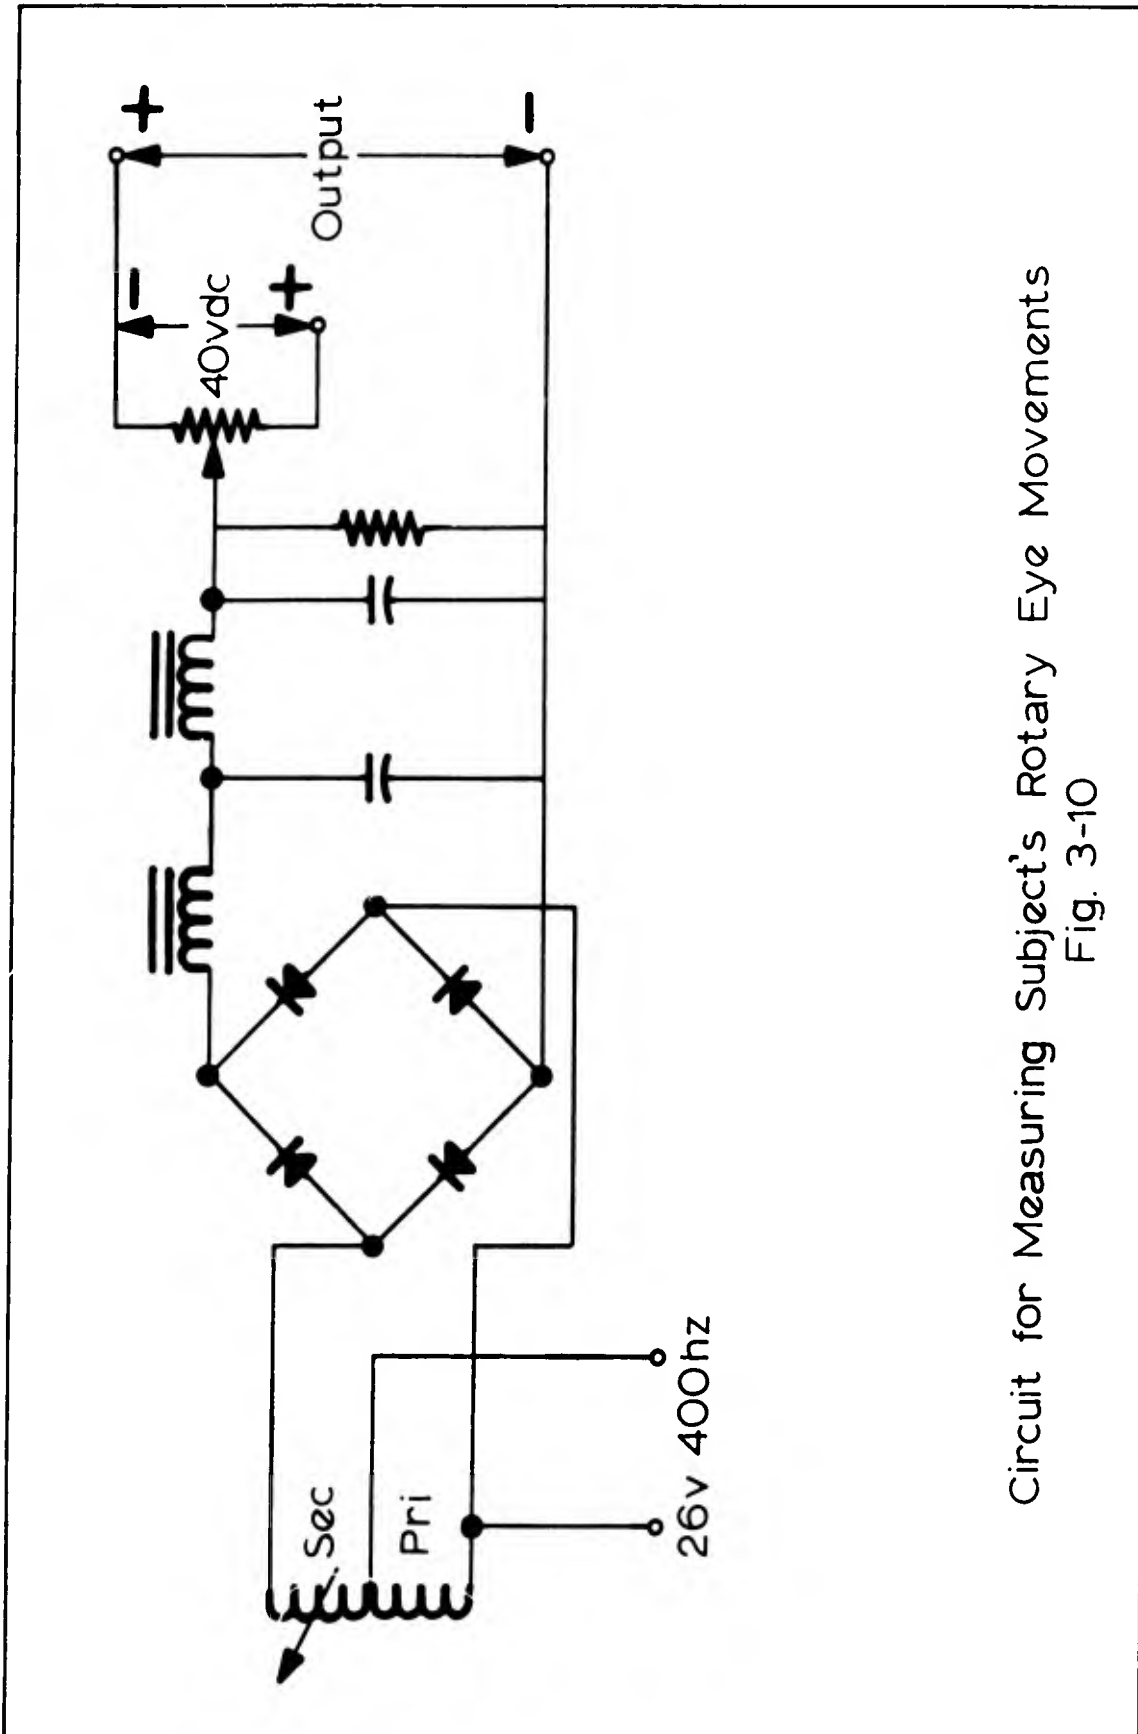 +
-
- 40vdc +
Output
Sec
Pri
26v 400hz
Circuit for Measuring Subject's Rotary Eye Movements
Fig. 3-10